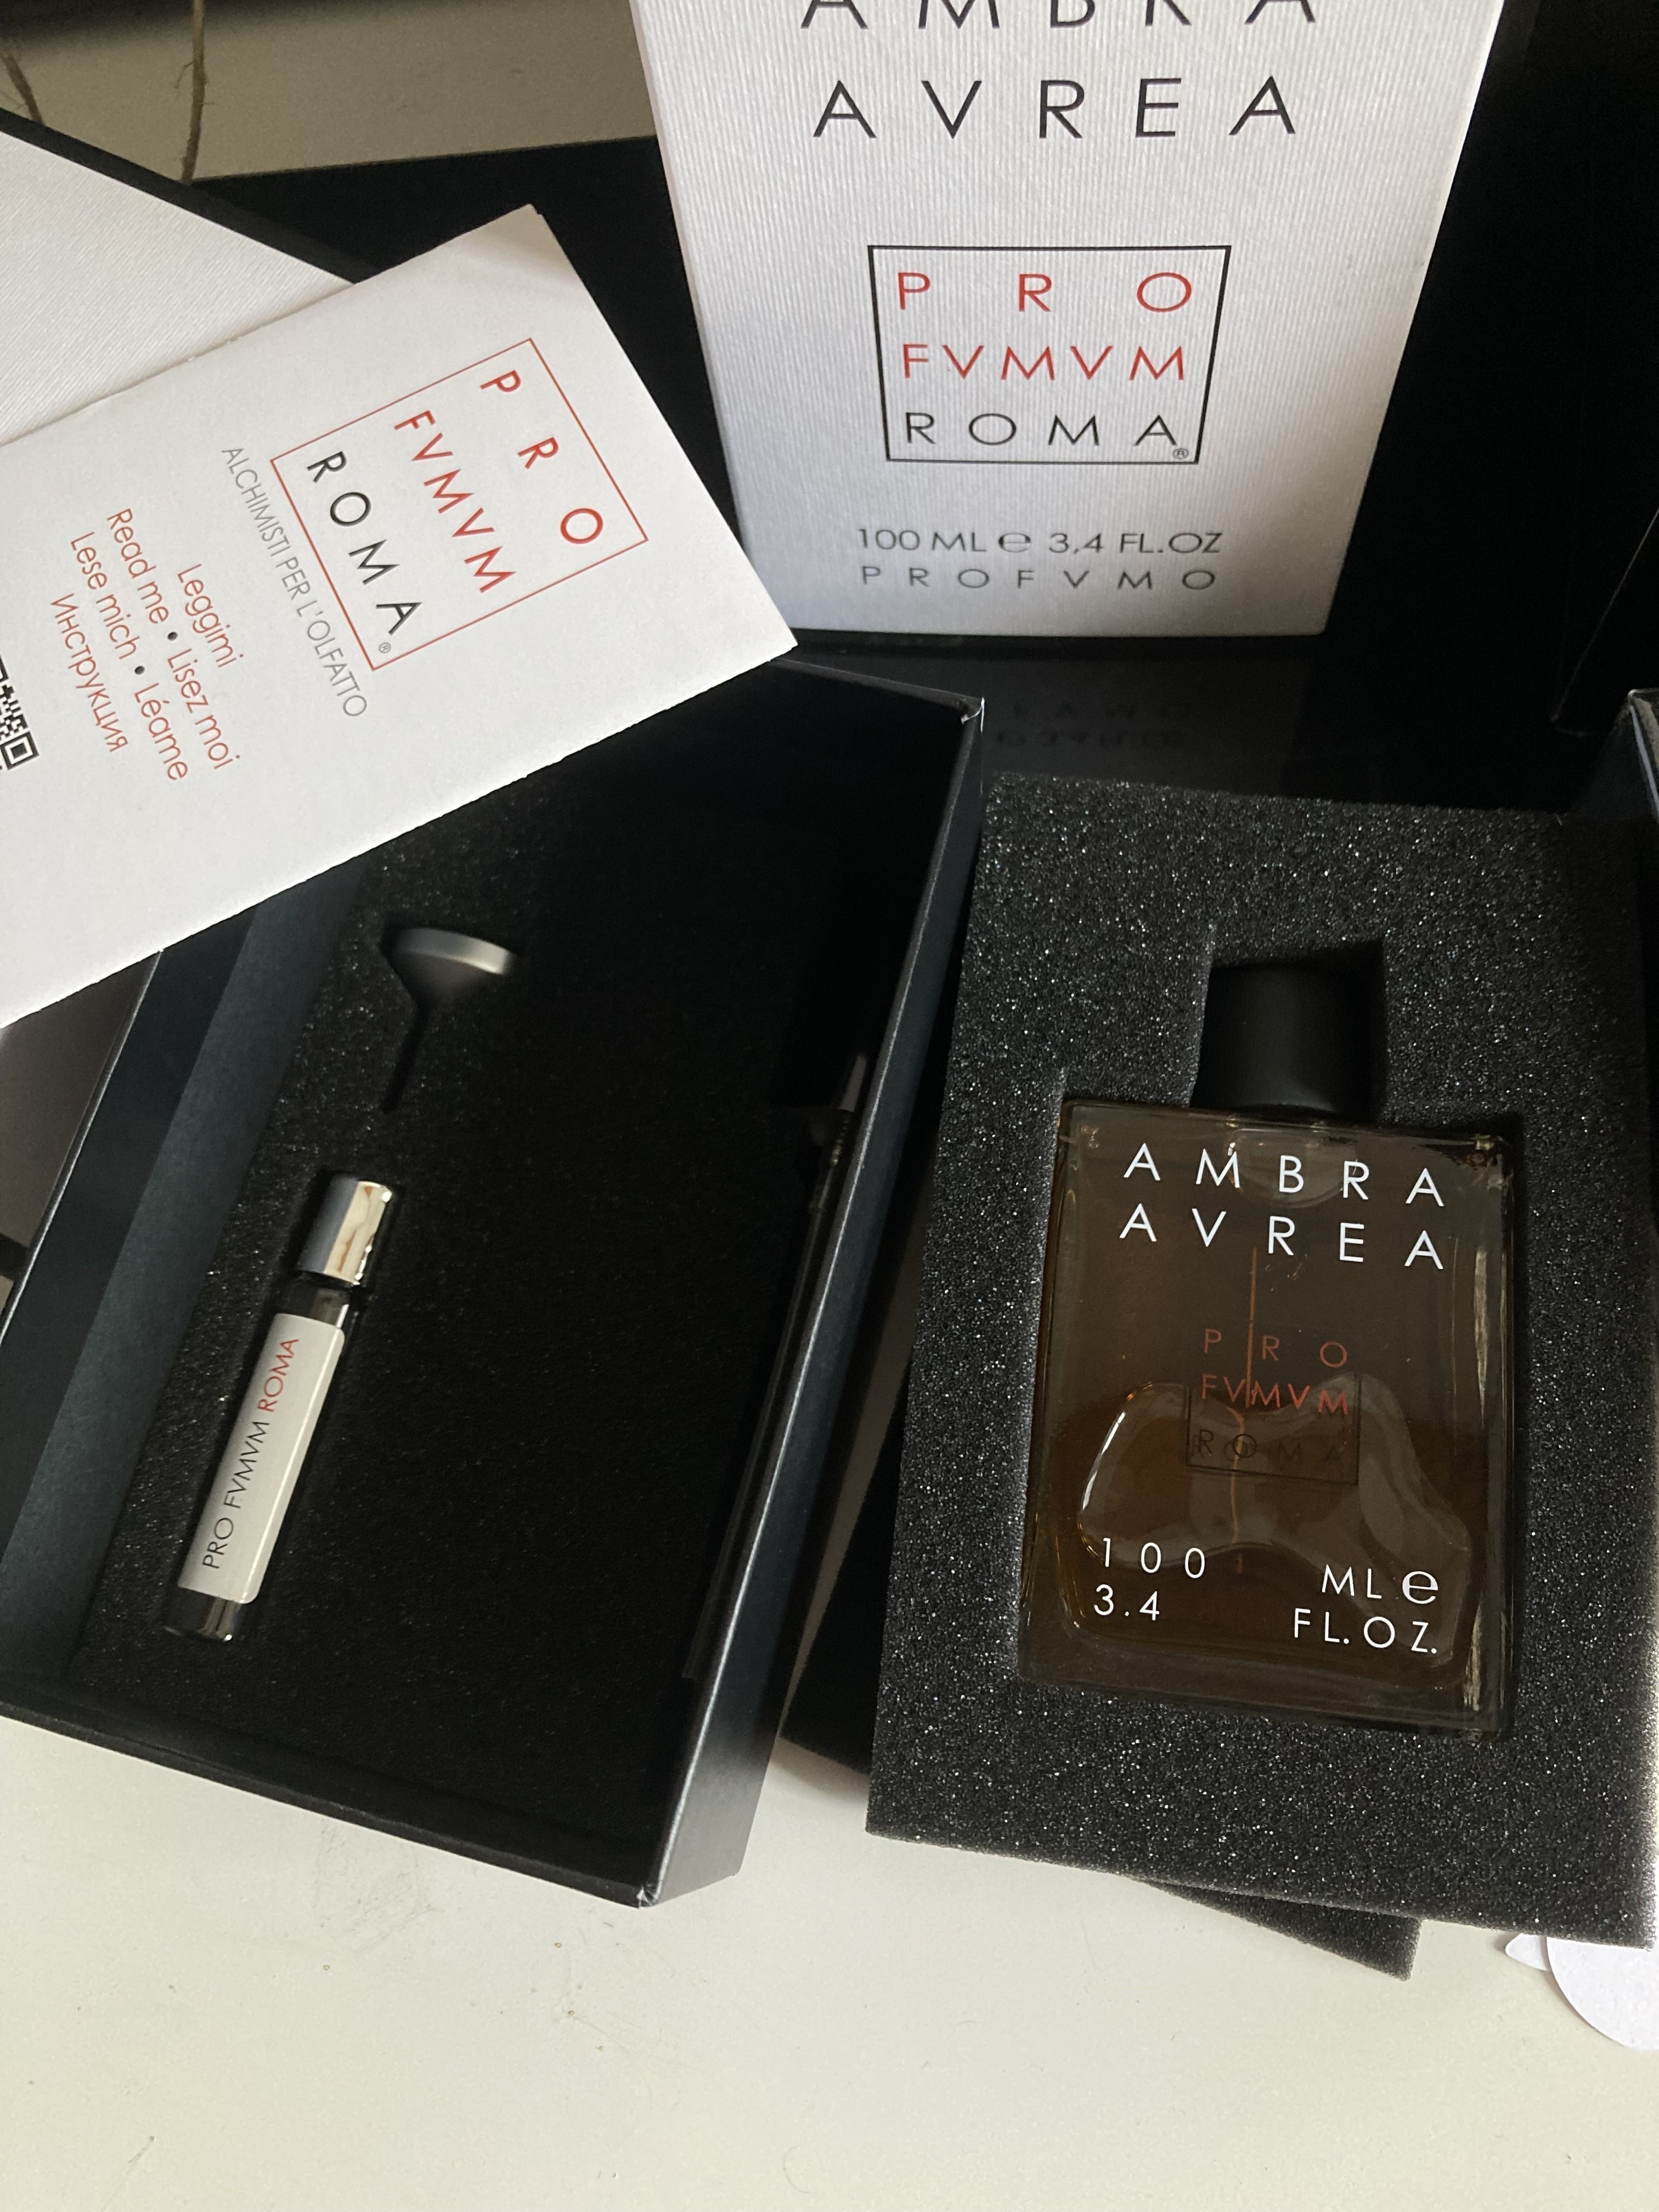 AMBRA
AVREA
PRO
FVMVM
ROMA®
100 ML e 3,4 FL.OZ
PROFVMO
PRO
FVMVM
ROMA®
ALCHIMISTI PER L'OLFATTO
Leggimi
Read me • Lisez moi
Lese mich • Léame
Инструкция
PRO FVMVM ROMA
AMBRA
AVREA
PRO
FVMVM
ROMA
100 ML e
3.4 FL.OZ.